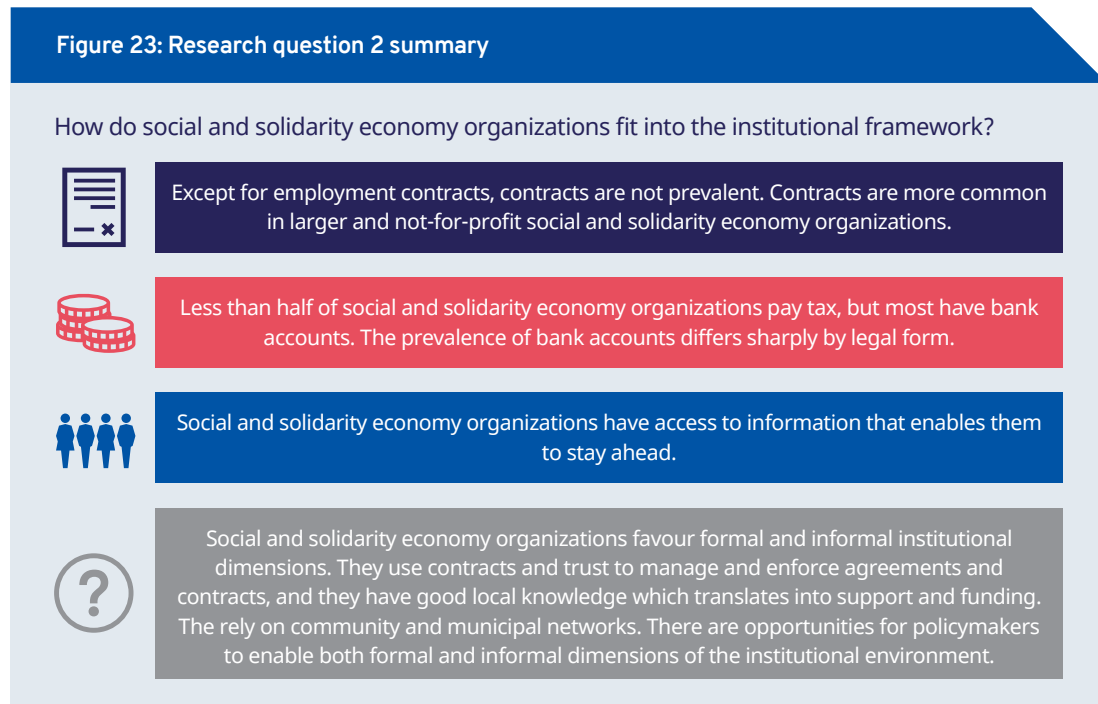 Figure 23: Research question 2 summary
How do social and solidarity economy organizations fit into the institutional framework?
Except for employment contracts, contracts are not prevalent. Contracts are more common
in larger and not-for-profit social and solidarity economy organizations.
Less than half of social and solidarity economy organizations pay tax, but most have bank
accounts. The prevalence of bank accounts differs sharply by legal form.
Social and solidarity economy organizations have access to information that enables them
to stay ahead.
Social and solidarity economy organizations favour formal and informal institutional
dimensions. They use contracts and trust to manage and enforce agreements and
contracts, and they have good local knowledge which translates into support and funding.
The rely on community and municipal networks. There are opportunities for policymakers
to enable both formal and informal dimensions of the institutional environment.